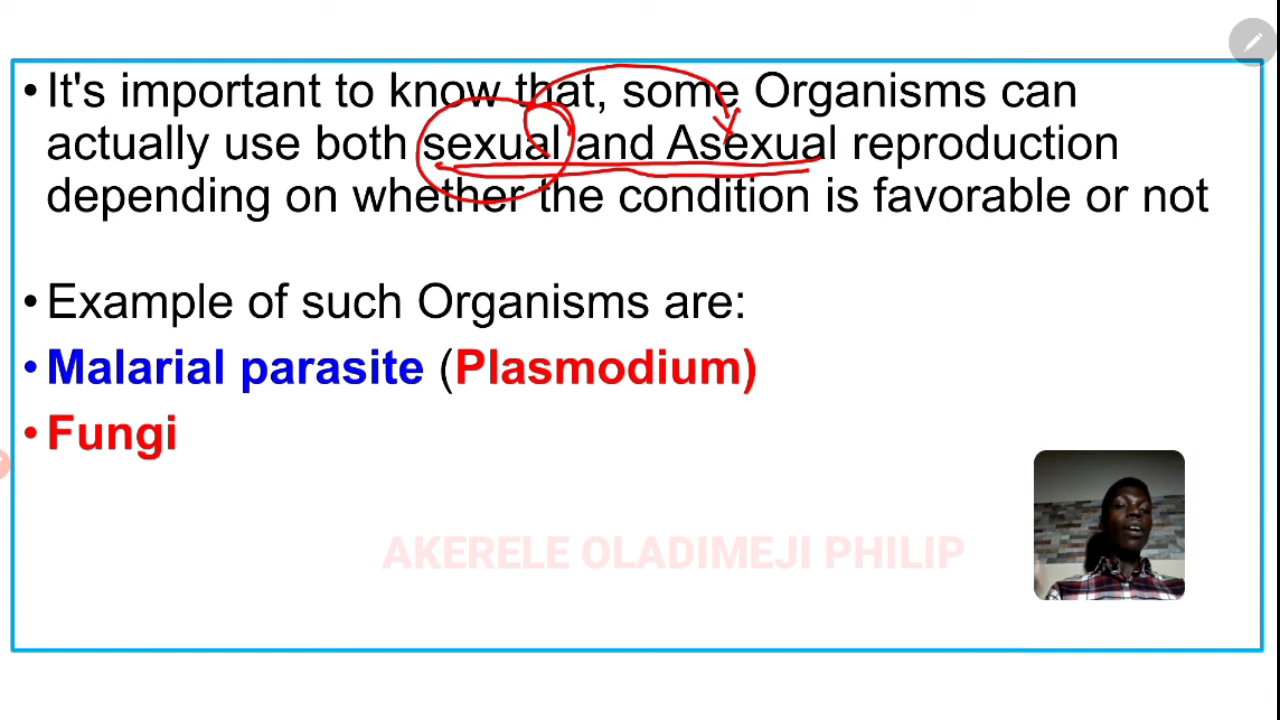 • It's important to know that, some Organisms can
actually use both sexual and Asexual reproduction
depending on whether the condition is favorable or not
• Example of such Organisms are:
• Malarial parasite (Plasmodium)
• Fungi
AKERELE OLADIMEJI PHILIP